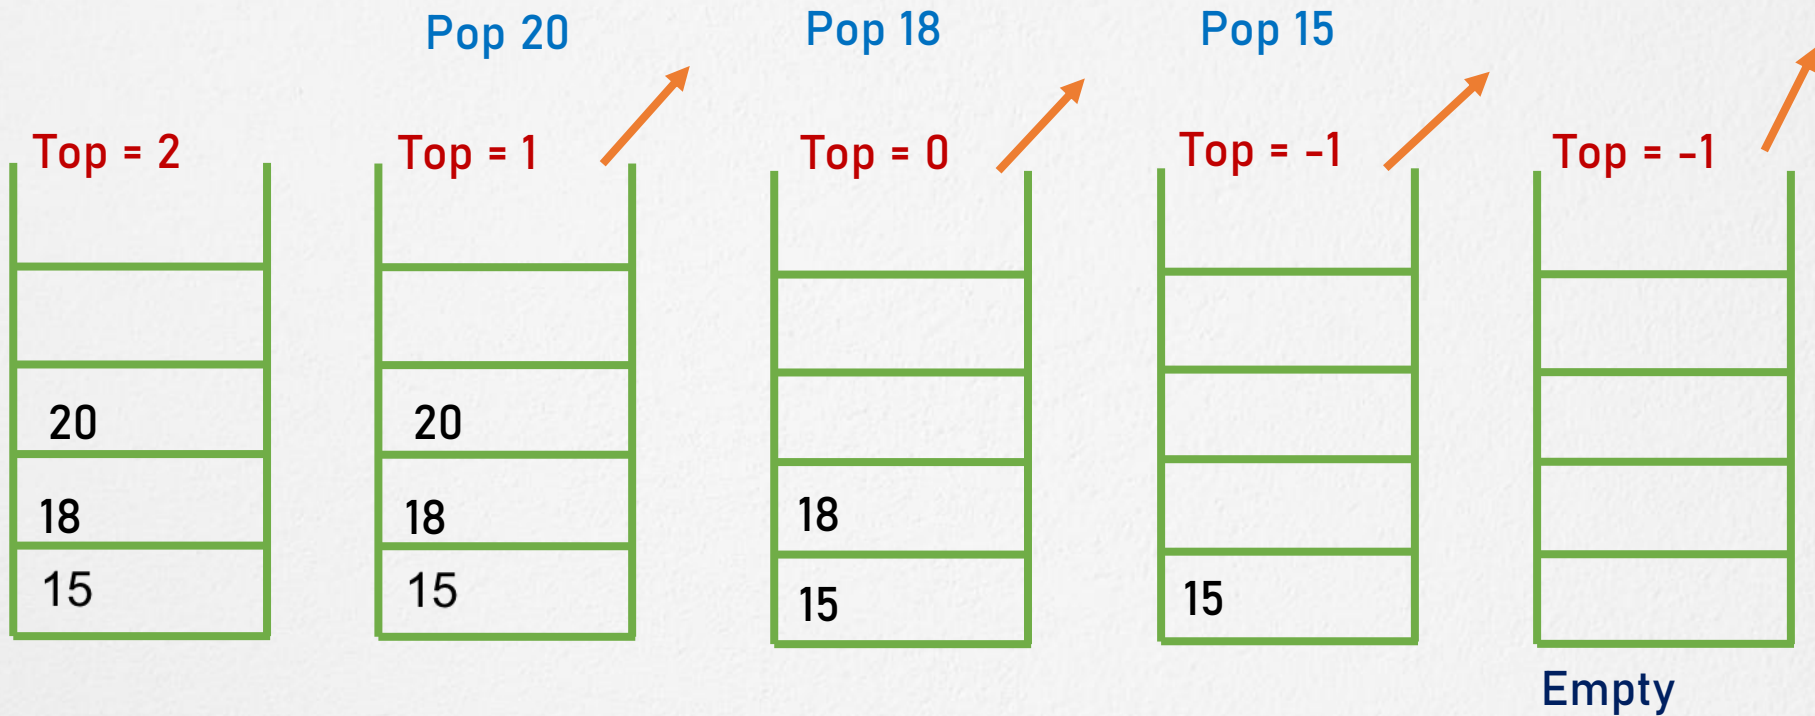 Pop 20
Pop 18
Pop 15
Top = 2
Top = 1
Top = 0
Top = -1
Top = -1
20
18
15
20
18
15
18
15
15
Empty